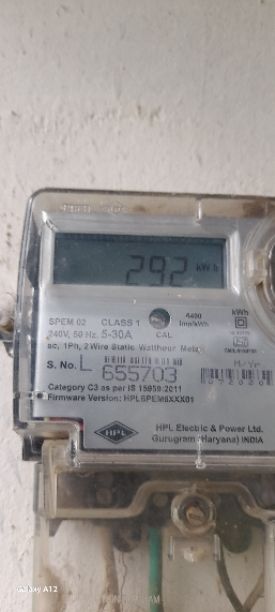 292 kWh
SPEM 02 CLASS 1
240V, 50 Hz. 5-30A CAL
4400
imp/kWh
kWh
ac, 1Ph, 2 Wire Static Watthour Meter
S. No. L 655703
Category C3 as per IS 15959:2011
Firmware Version: HPLSPEM6XXX01
HPL
HPL Electric & Power Ltd.
Gurugram (Haryana) INDIA
Galaxy A12